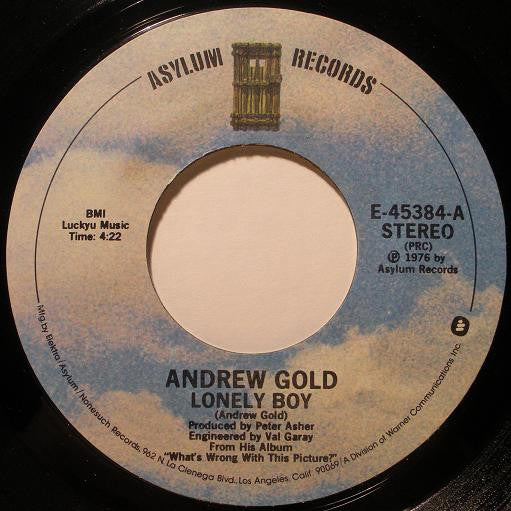 ASYLUM RECORDS
BMI
Luckyu Music
Time: 4:22
E-45384-A
STEREO
(PRC)
Ⓟ 1976 by
Asylum Records
ANDREW GOLD
LONELY BOY
(Andrew Gold)
Produced by Peter Asher
Engineered by Val Garay
From His Album
"What's Wrong With This Picture?"
Mfg by Elektra/Asylum/Nonesuch Records, 962 N. La Cienega Blvd., Los Angeles, Calif. 90069/A Division of Warner Communications Inc.